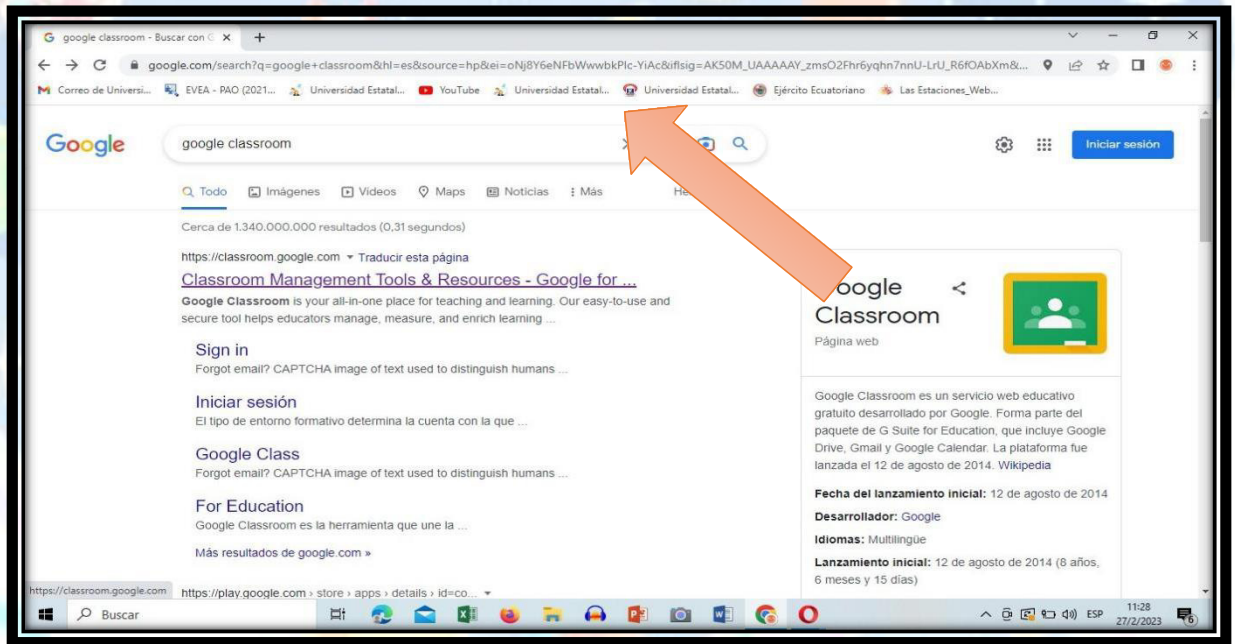 google classroom - Buscar con G
google.com/search?q=google+classroom&hl=es&source=hp&ei=oNj8Y6eNFbWwwbkPlc-YiAc&iflsig=AK50M_UAAAAAY_zmsO2Fhr6yqhn7nnU-LrU_R6fOAbXm&...
Correo de Universi... EVEA - PAO (2021... Universidad Estatal... YouTube Universidad Estatal... Universidad Estatal... Ejército Ecuatoriano Las Estaciones_Web...
Google google classroom Iniciar sesión
Todo Imágenes Videos Maps Noticias Más
Cerca de 1.340.000.000 resultados (0,31 segundos)
https://classroom.google.com Traducir esta página
Classroom Management Tools & Resources - Google for ...
Google Classroom is your all-in-one place for teaching and learning. Our easy-to-use and
secure tool helps educators manage, measure, and enrich learning ...
Sign in
Forgot email? CAPTCHA image of text used to distinguish humans ...
Iniciar sesión
El tipo de entorno formativo determina la cuenta con la que ...
Google Class
Forgot email? CAPTCHA image of text used to distinguish humans ...
For Education
Google Classroom es la herramienta que une la ...
Más resultados de google.com »
https://play.google.com › store › apps › details › id=co...
oogle
Classroom
Página web
Google Classroom es un servicio web educativo
gratuito desarrollado por Google. Forma parte del
paquete de G Suite for Education, que incluye Google
Drive, Gmail y Google Calendar. La plataforma fue
lanzada el 12 de agosto de 2014. Wikipedia
Fecha del lanzamiento inicial: 12 de agosto de 2014
Desarrollador: Google
Idiomas: Multilingüe
Lanzamiento inicial: 12 de agosto de 2014 (8 años,
6 meses y 15 días)
https://classroom.google.com
Buscar ESP 11:28
27/2/2023 6